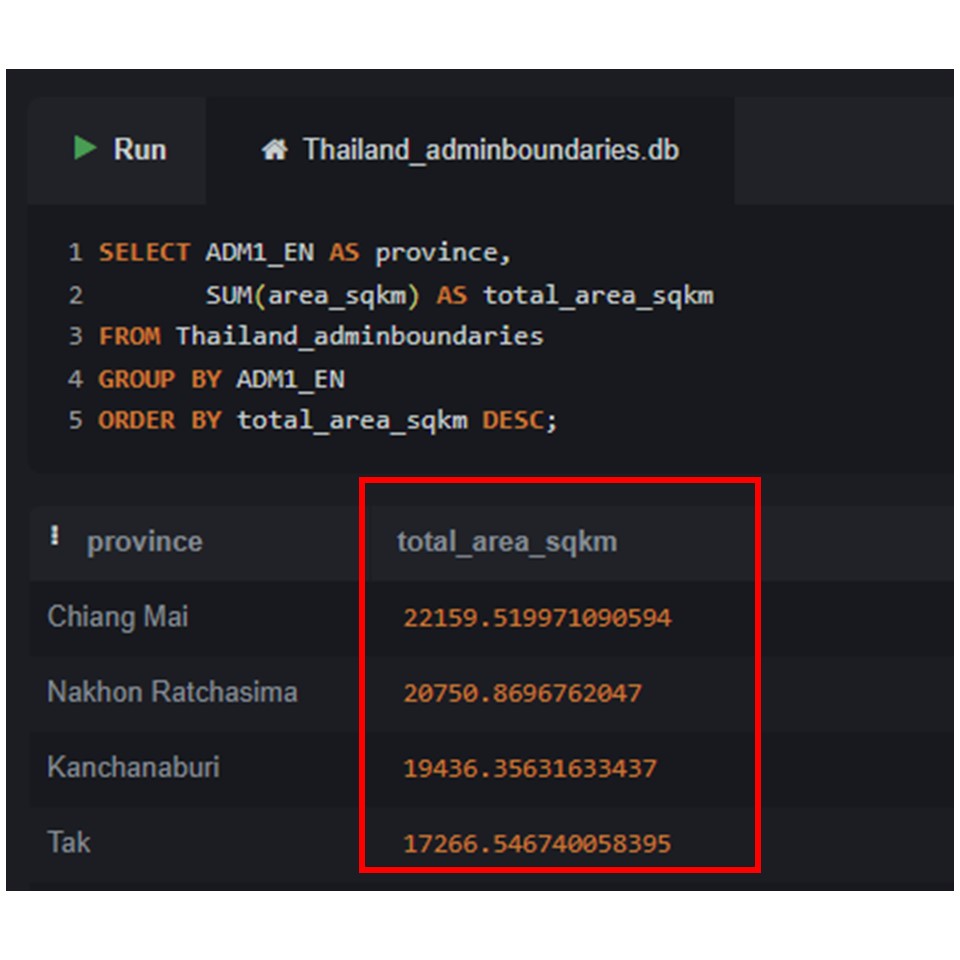 Run Thailand_adminboundaries.db
1 SELECT ADM1_EN AS province,
2 SUM(area_sqkm) AS total_area_sqkm
3 FROM Thailand_adminboundaries
4 GROUP BY ADM1_EN
5 ORDER BY total_area_sqkm DESC;
province total_area_sqkm
Chiang Mai 22159.519971090594
Nakhon Ratchasima 20750.8696762047
Kanchanaburi 19436.35631633437
Tak 17266.546740058395